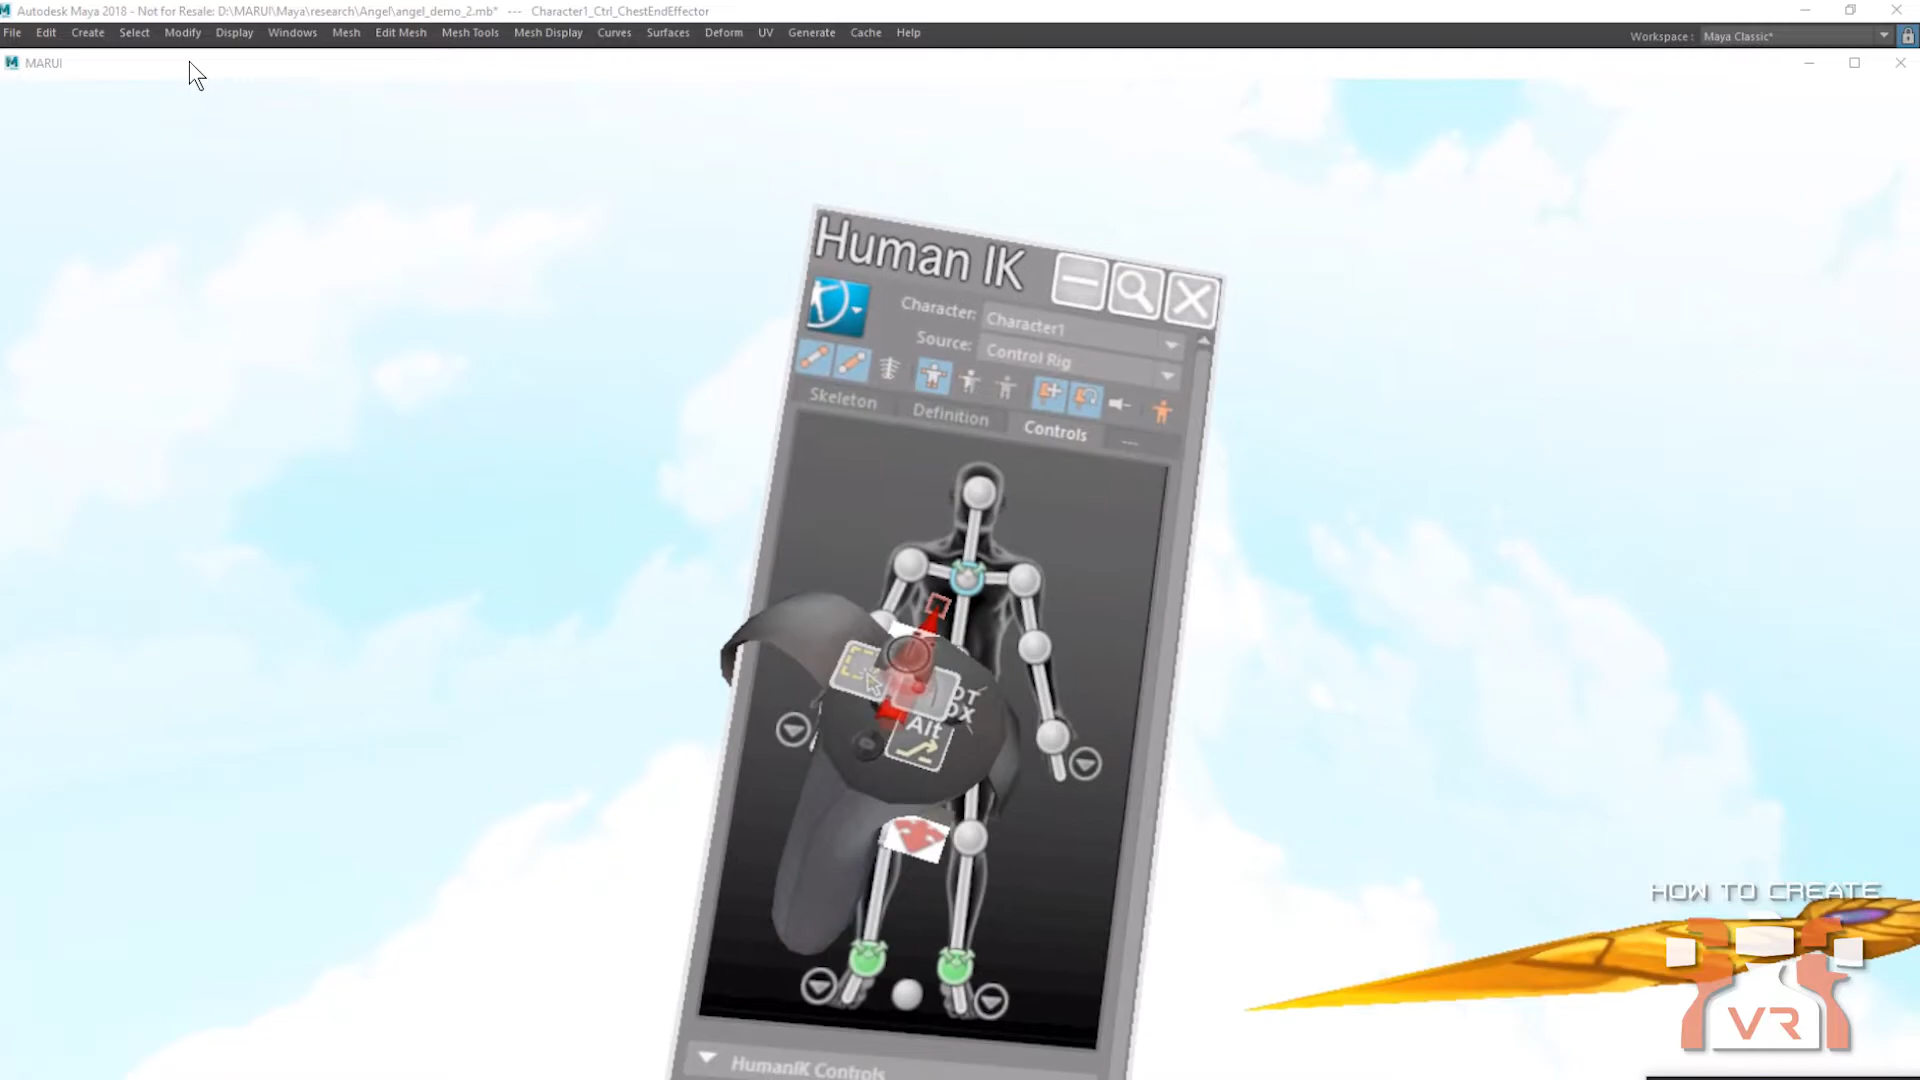 Autodesk Maya 2018 - Not for Resale: D:\MARUI\Maya\research\Angel\angel_demo_2.mb* --- Character1_Ctrl_ChestEndEffector
File Edit Create Select Modify Display Windows Mesh Edit Mesh Mesh Tools Mesh Display Curves Surfaces Deform UV Generate Cache Help
Workspace : Maya Classic*
MARUI
Human IK
Character: Character1
Source: Control Rig
Skeleton Definition Controls ...
Alt
HumanIK Controls
HOW TO CREATE
VR